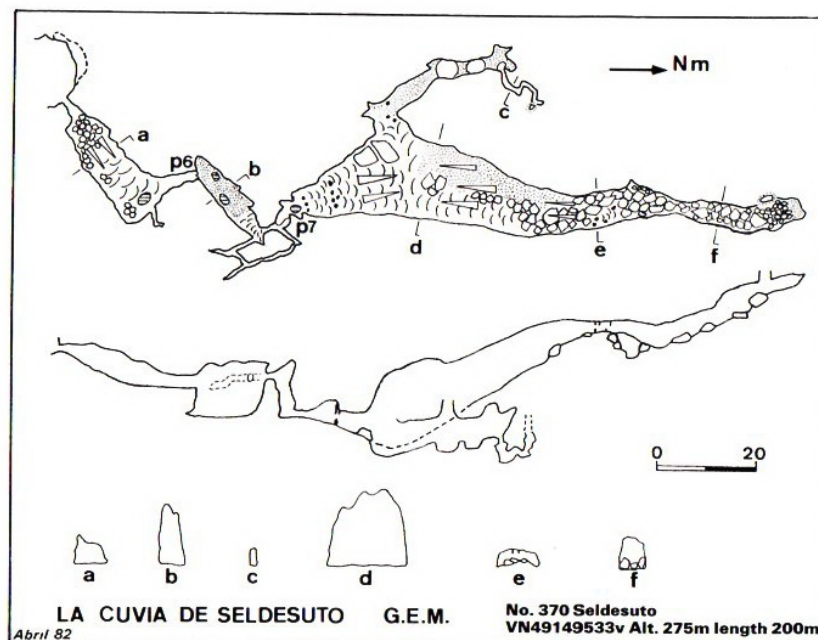 a
c
Nm
p6
b
p7
d
e
f
0 20
a b c d e f
LA CUVIA DE SELDESUTO G.E.M.
No. 370 Seldesuto
VN49149533v Alt. 275m length 200m
Abril 82